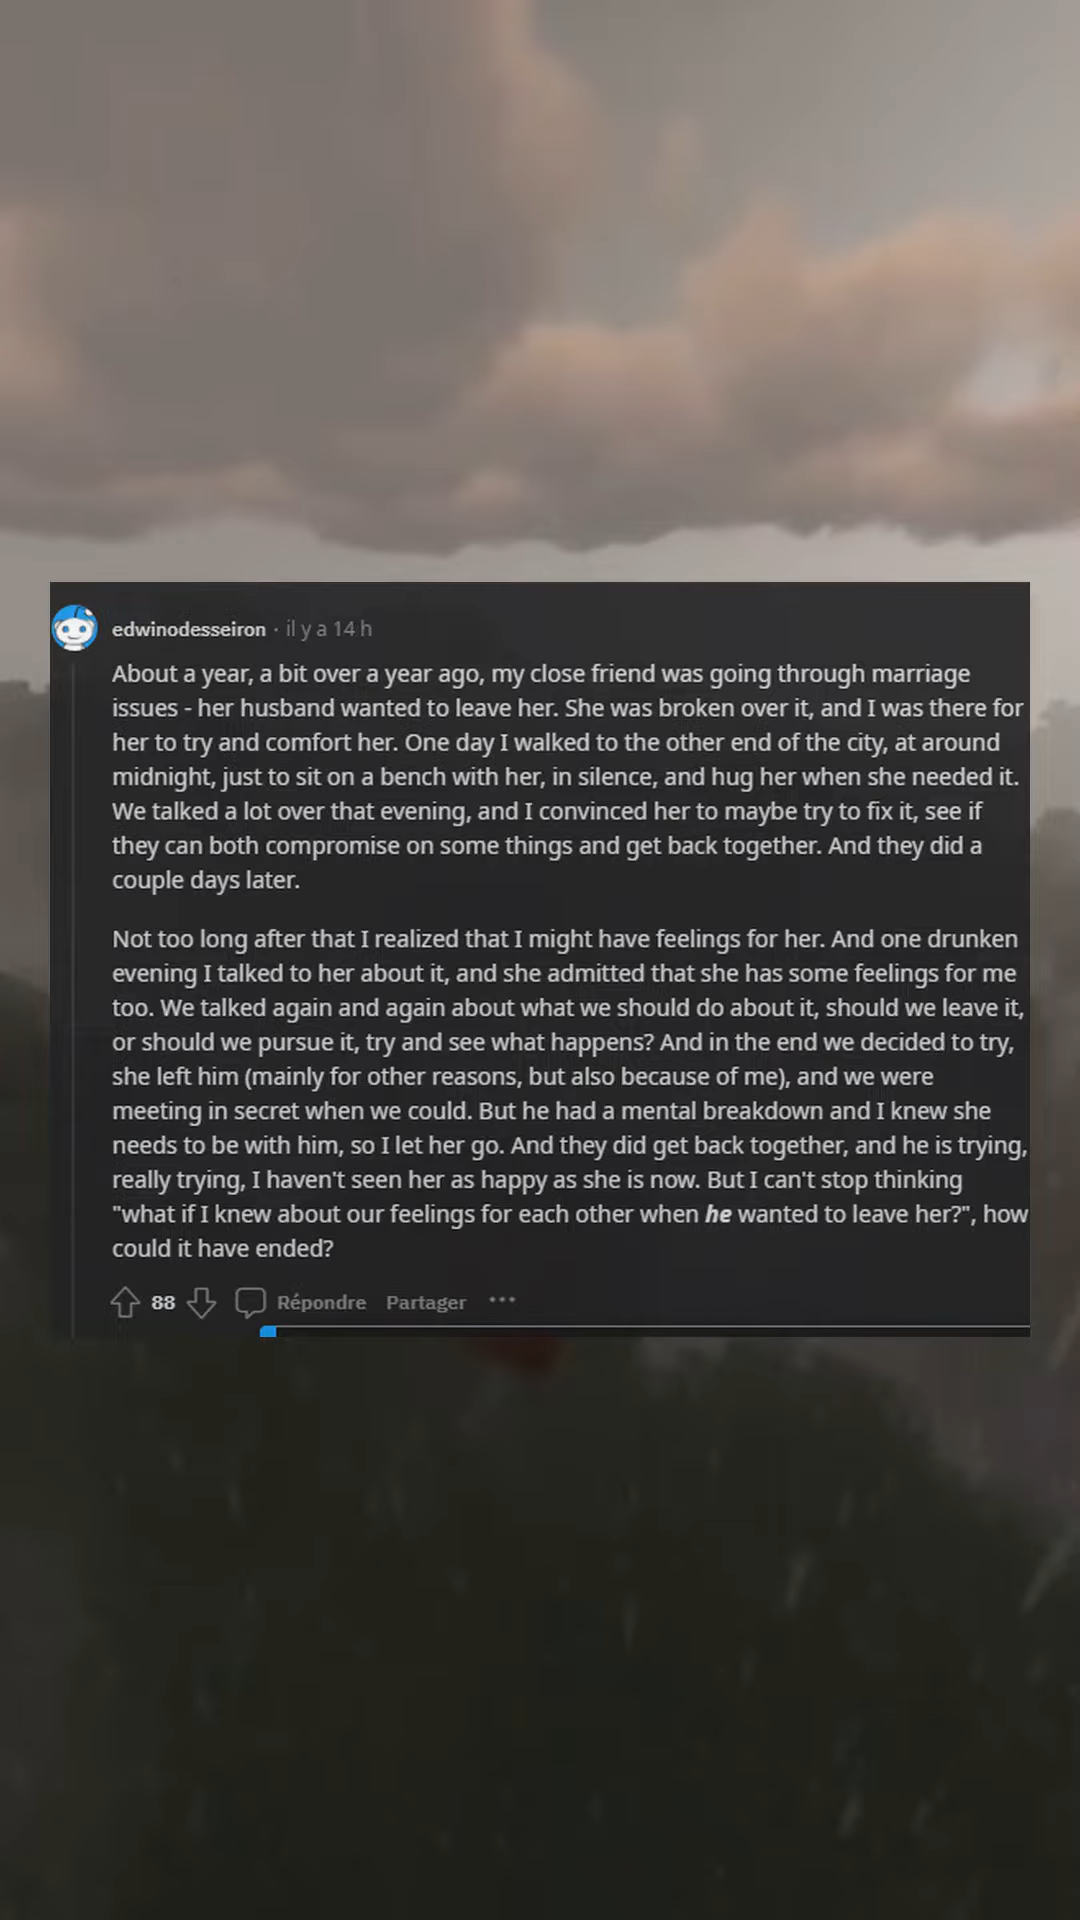 edwinodesseiron · il y a 14 h
About a year, a bit over a year ago, my close friend was going through marriage
issues - her husband wanted to leave her. She was broken over it, and I was there for
her to try and comfort her. One day I walked to the other end of the city, at around
midnight, just to sit on a bench with her, in silence, and hug her when she needed it.
We talked a lot over that evening, and I convinced her to maybe try to fix it, see if
they can both compromise on some things and get back together. And they did a
couple days later.
Not too long after that I realized that I might have feelings for her. And one drunken
evening I talked to her about it, and she admitted that she has some feelings for me
too. We talked again and again about what we should do about it, should we leave it,
or should we pursue it, try and see what happens? And in the end we decided to try,
she left him (mainly for other reasons, but also because of me), and we were
meeting in secret when we could. But he had a mental breakdown and I knew she
needs to be with him, so I let her go. And they did get back together, and he is trying,
really trying, I haven't seen her as happy as she is now. But I can't stop thinking
"what if I knew about our feelings for each other when he wanted to leave her?", how
could it have ended?
88 Répondre Partager ···